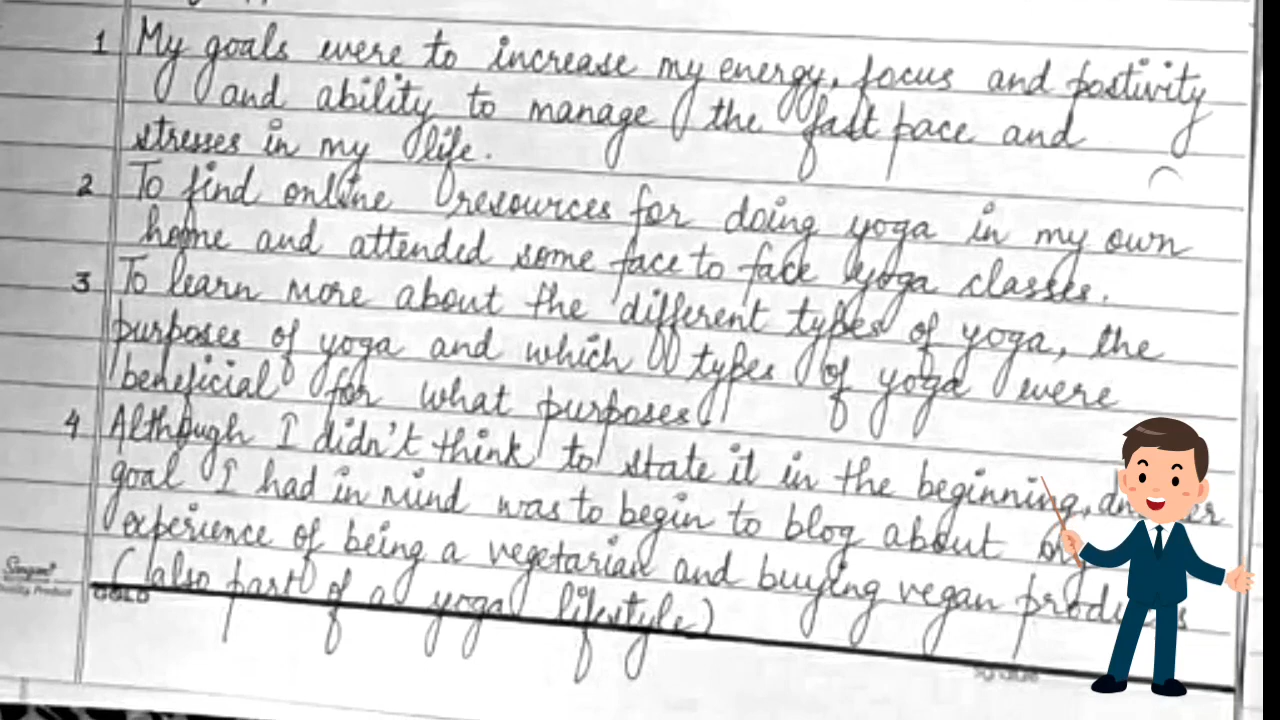 1 My goals were to increase my energy, focus and postivity
and ability to manage the fast pace and
stresses in my life.
2 To find online resources for doing yoga in my own
home and attended some face to face yoga classes.
3 To learn more about the different types of yoga, the
purposes of yoga and which types of yoga were
beneficial for what purposes.
4 Although I didn't think to state it in the beginning,
goal I had in mind was to begin to blog about
experience of being a vegetarian and buying vegan
(also part of a yoga lifestyle)
Quality Product
GOLD
Signature